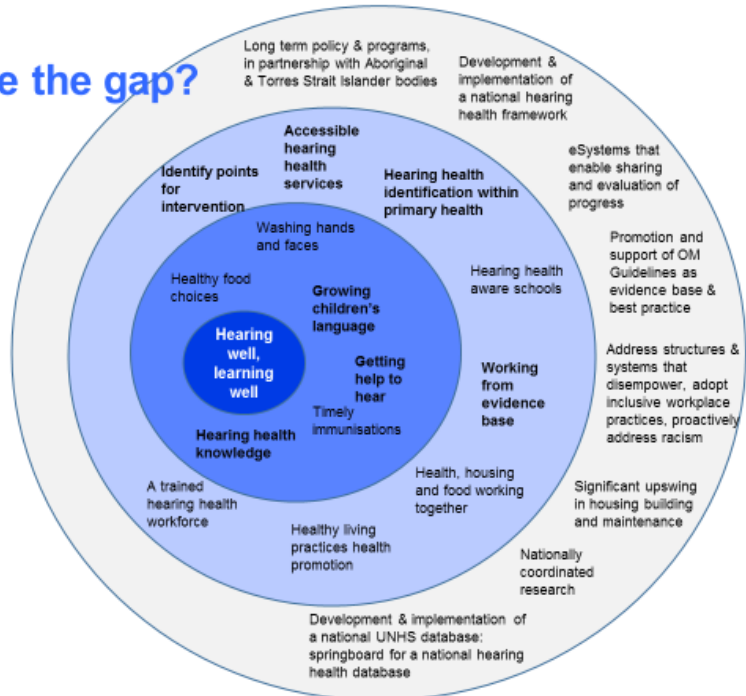 e the gap?
Long term policy & programs,
in partnership with Aboriginal
& Torres Strait Islander bodies
Development &
implementation of
a national hearing
health framework
eSystems that
enable sharing
and evaluation of
progress
Promotion and
support of OM
Guidelines as
evidence base &
best practice
Address structures &
systems that
disempower, adopt
inclusive workplace
practices, proactively
address racism
Significant upswing
in housing building
and maintenance
Nationally
coordinated
research
Development & implementation of
a national UNHS database:
springboard for a national hearing
health database
Identify points
for
intervention
Accessible
hearing
health
services
Hearing health
identification within
primary health
Hearing health
aware schools
Working
from
evidence
base
Health, housing
and food working
together
Healthy living
practices health
promotion
A trained
hearing health
workforce
Washing hands
and faces
Healthy food
choices
Growing
children's
language
Getting
help to
hear
Timely
immunisations
Hearing health
knowledge
Hearing
well,
learning
well